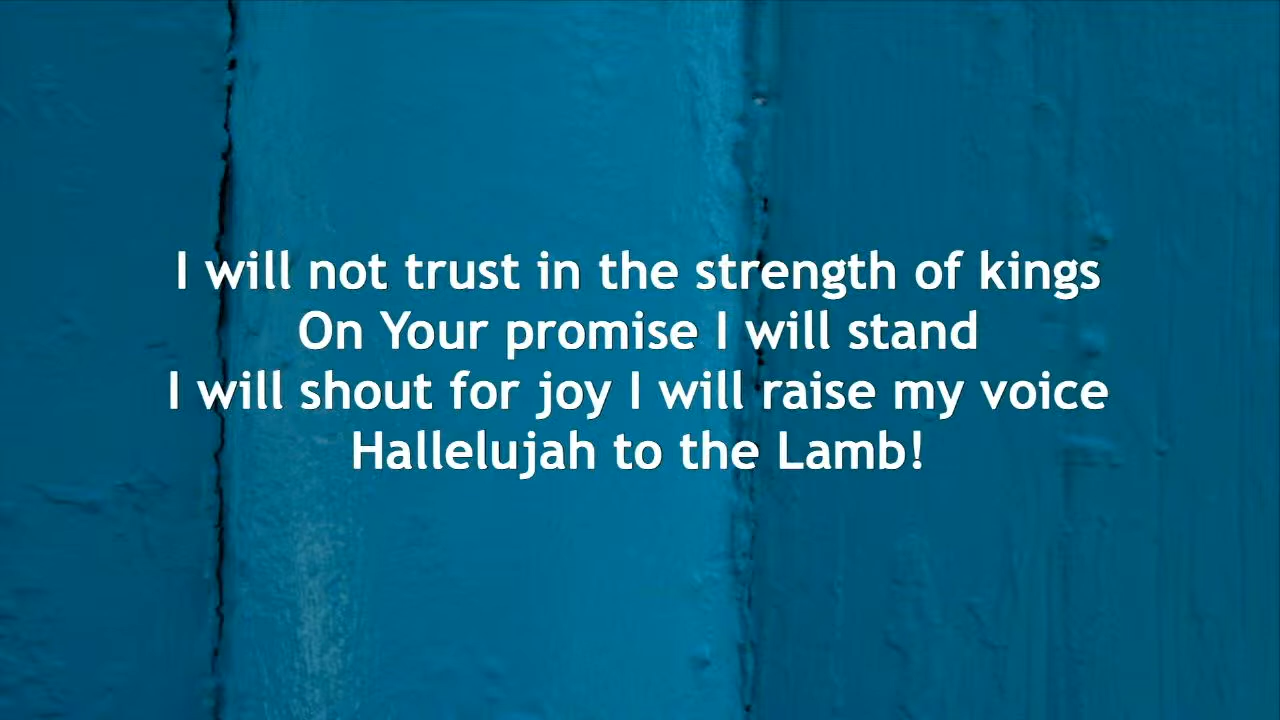 I will not trust in the strength of kings
On Your promise I will stand
I will shout for joy I will raise my voice
Hallelujah to the Lamb!